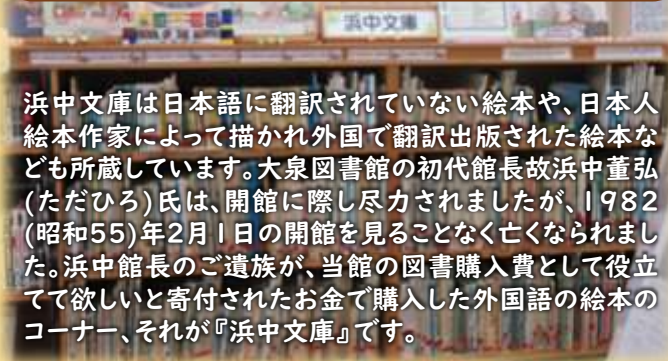 浜中文庫
浜中文庫は日本語に翻訳されていない絵本や、日本人
絵本作家によって描かれ外国で翻訳出版された絵本な
ども所蔵しています。大泉図書館の初代館長故浜中董弘
(ただひろ)氏は、開館に際し尽力されましたが、1982
(昭和55)年2月1日の開館を見ることなく亡くなられまし
た。浜中館長のご遺族が、当館の図書購入費として役立
てて欲しいと寄付されたお金で購入した外国語の絵本の
コーナー、それが『浜中文庫』です。